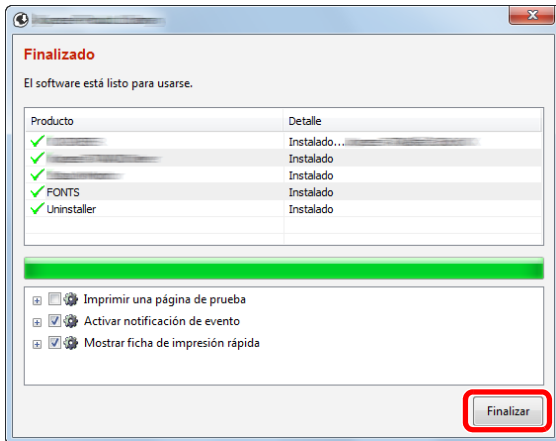 Finalizado
El software está listo para usarse.
Producto Detalle
Instalado...
Instalado
Instalado
FONTS Instalado
Uninstaller Instalado
Imprimir una página de prueba
Activar notificación de evento
Mostrar ficha de impresión rápida
Finalizar